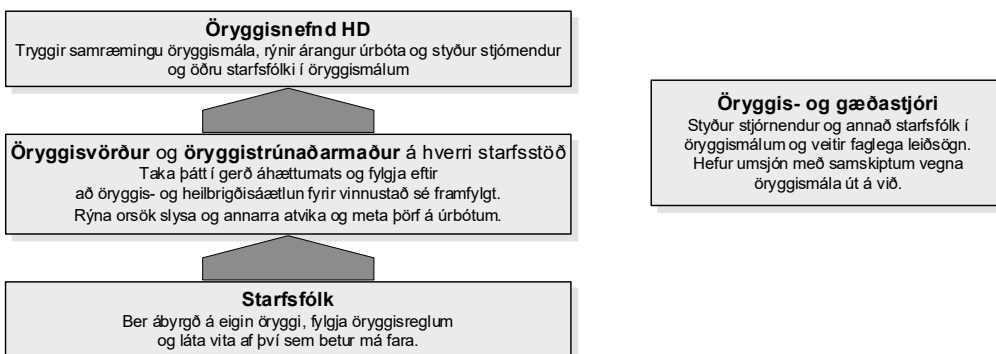 Öryggisnefnd HD
Tryggir samræmingu öryggismála, rýnir árangur úrbóta og styður stjórnendur
og öðru starfsfólki í öryggismálum
Öryggisvörður og öryggistrúnaðarmaður á hverri starfsstöð
Taka þátt í gerð áhættumats og fylgja eftir
að öryggis- og heilbrigðisáætlun fyrir vinnustað sé framfylgt.
Rýna orsök slysa og annarra atvika og meta þörf á úrbótum.
Starfsfólk
Ber ábyrgð á eigin öryggi, fylgja öryggisreglum
og láta vita af því sem betur má fara.
Öryggis- og gæðastjóri
Styður stjórnendur og annað starfsfólk í
öryggismálum og veitir faglega leiðsögn.
Hefur umsjón með samskiptum vegna
öryggismála út á við.